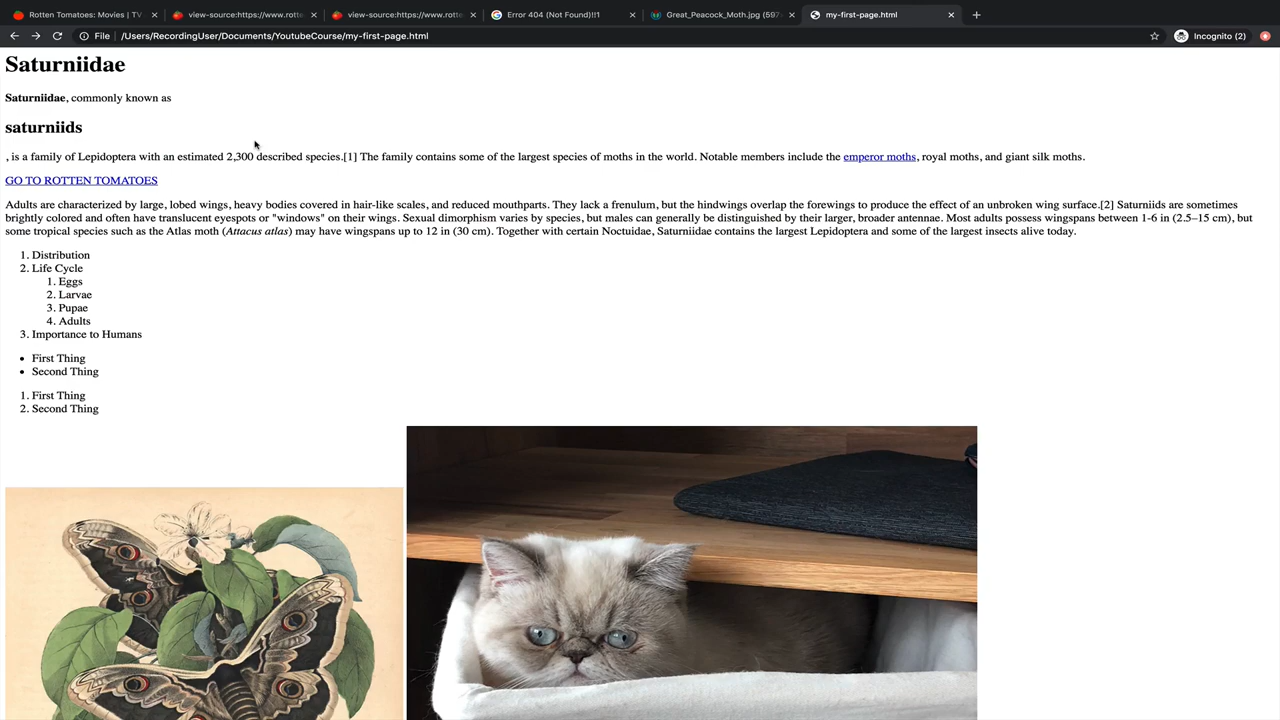 Rotten Tomatoes: Movies | TV
view-source:https://www.rotte
view-source:https://www.rotte
Error 404 (Not Found)!!1
Great_Peacock_Moth.jpg (597×
my-first-page.html
File
/Users/RecordingUser/Documents/YoutubeCourse/my-first-page.html
Incognito (2)
Saturniidae
Saturniidae, commonly known as
saturniids
, is a family of Lepidoptera with an estimated 2,300 described species.[1] The family contains some of the largest species of moths in the world. Notable members include the emperor moths, royal moths, and giant silk moths.
GO TO ROTTEN TOMATOES
Adults are characterized by large, lobed wings, heavy bodies covered in hair-like scales, and reduced mouthparts. They lack a frenulum, but the hindwings overlap the forewings to produce the effect of an unbroken wing surface.[2] Saturniids are sometimes
brightly colored and often have translucent eyespots or "windows" on their wings. Sexual dimorphism varies by species, but males can generally be distinguished by their larger, broader antennae. Most adults possess wingspans between 1-6 in (2.5–15 cm), but
some tropical species such as the Atlas moth (Attacus atlas) may have wingspans up to 12 in (30 cm). Together with certain Noctuidae, Saturniidae contains the largest Lepidoptera and some of the largest insects alive today.
1. Distribution
2. Life Cycle
1. Eggs
2. Larvae
3. Pupae
4. Adults
3. Importance to Humans
• First Thing
• Second Thing
1. First Thing
2. Second Thing